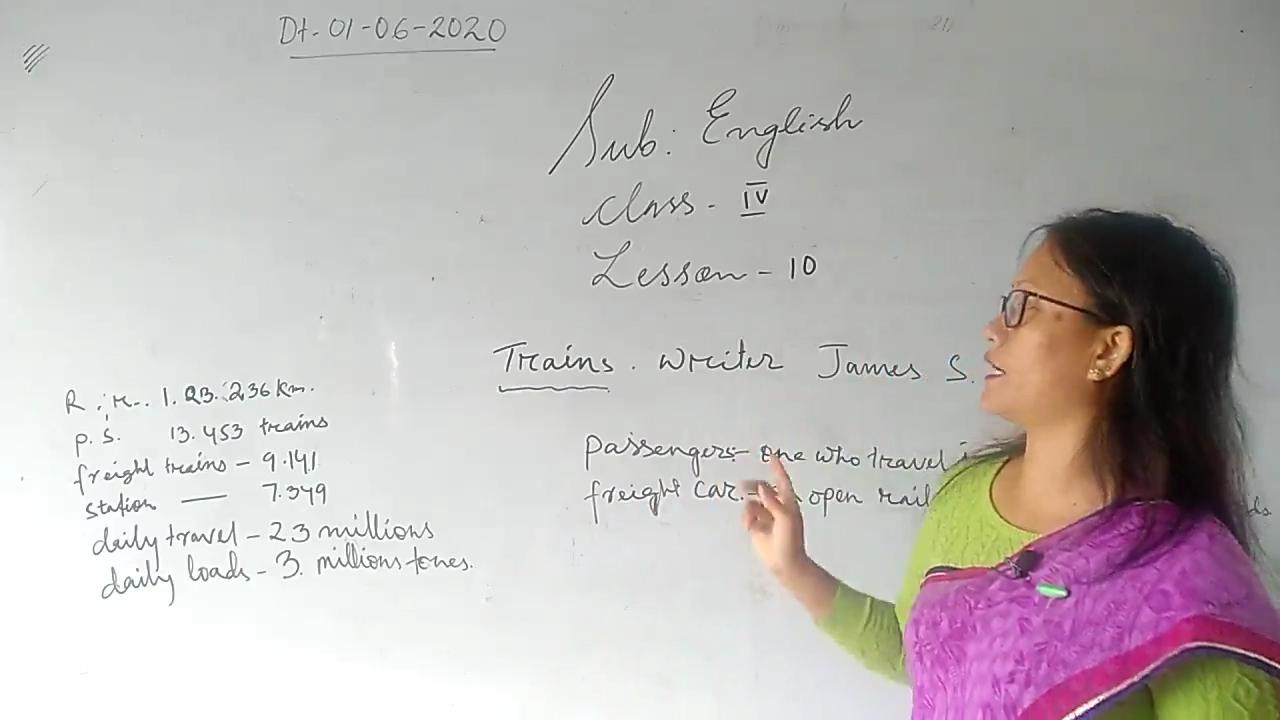 Dt. 01-06-2020
Sub: English
Class - IV
Lesson - 10
Trains. Writer James S.
passengers:- one who travel
freight car. - open rail
ds.
R. r.. 1. 23. 236 km.
p. s. 13. 453 trains
freight trains - 9.141
station — 7.349
daily travel - 23 millions
daily loads - 3. millions tones.